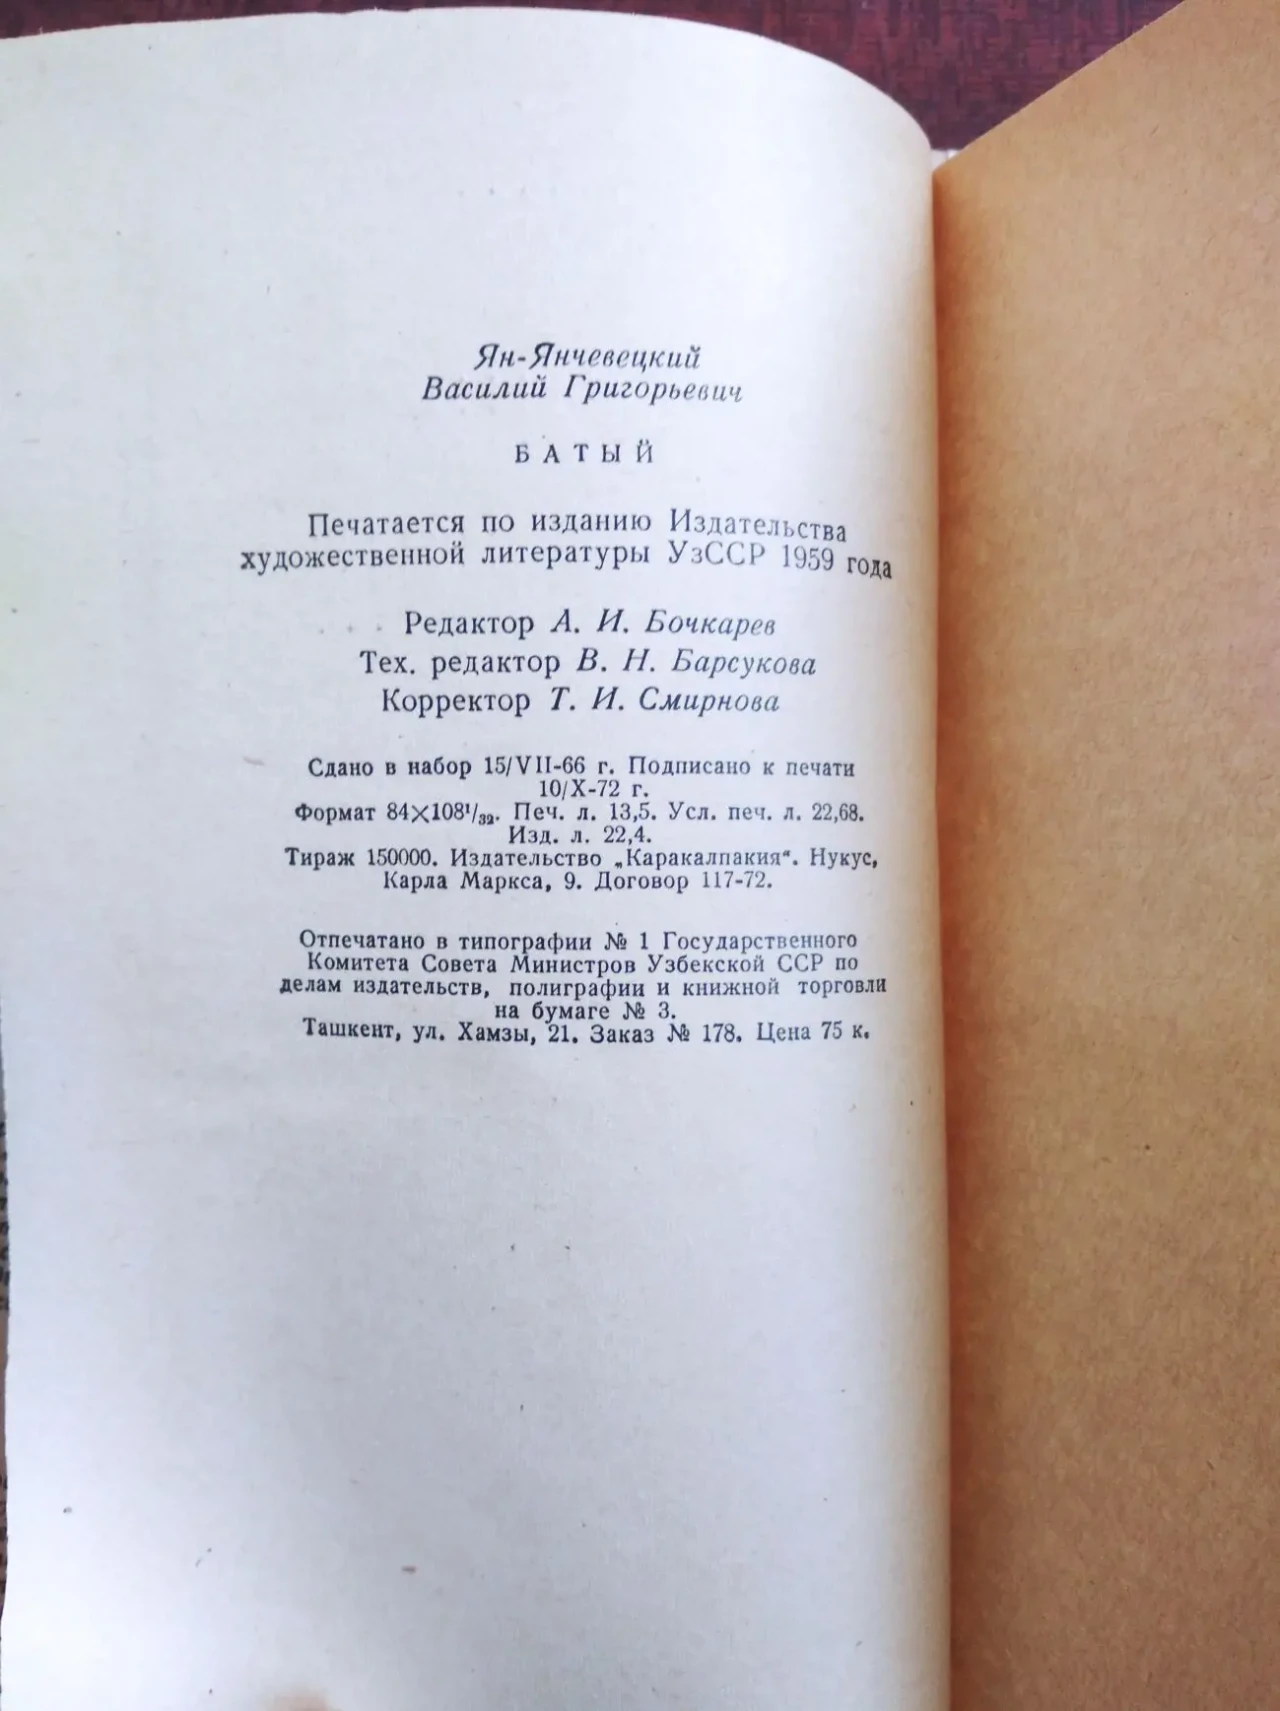 Ян-Янчевецкий
Василий Григорьевич
БАТЫЙ
Печатается по изданию Издательства
художественной литературы УзССР 1959 года
Редактор А. И. Бочкарев
Тех. редактор В. Н. Барсукова
Корректор Т. И. Смирнова
Сдано в набор 15/VII-66 г. Подписано к печати
10/X-72 г.
Формат 84×108¹/₃₂. Печ. л. 13,5. Усл. печ. л. 22,68.
Изд. л. 22,4.
Тираж 150000. Издательство „Каракалпакия“. Нукус,
Карла Маркса, 9. Договор 117-72.
Отпечатано в типографии № 1 Государственного
Комитета Совета Министров Узбекской ССР по
делам издательств, полиграфии и книжной торговли
на бумаге № 3.
Ташкент, ул. Хамзы, 21. Заказ № 178. Цена 75 к.